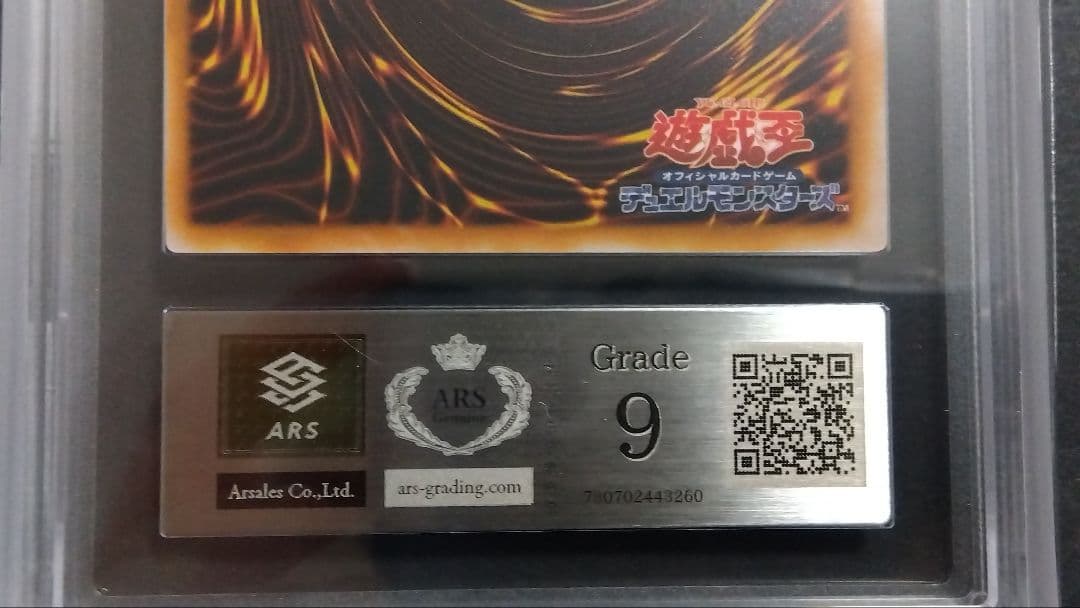 遊戯王
オフィシャルカードゲーム
デュエルモンスターズ
TM
ARS
Arsales Co.,Ltd.
ARS
ars-grading.com
Grade
9
780702443260